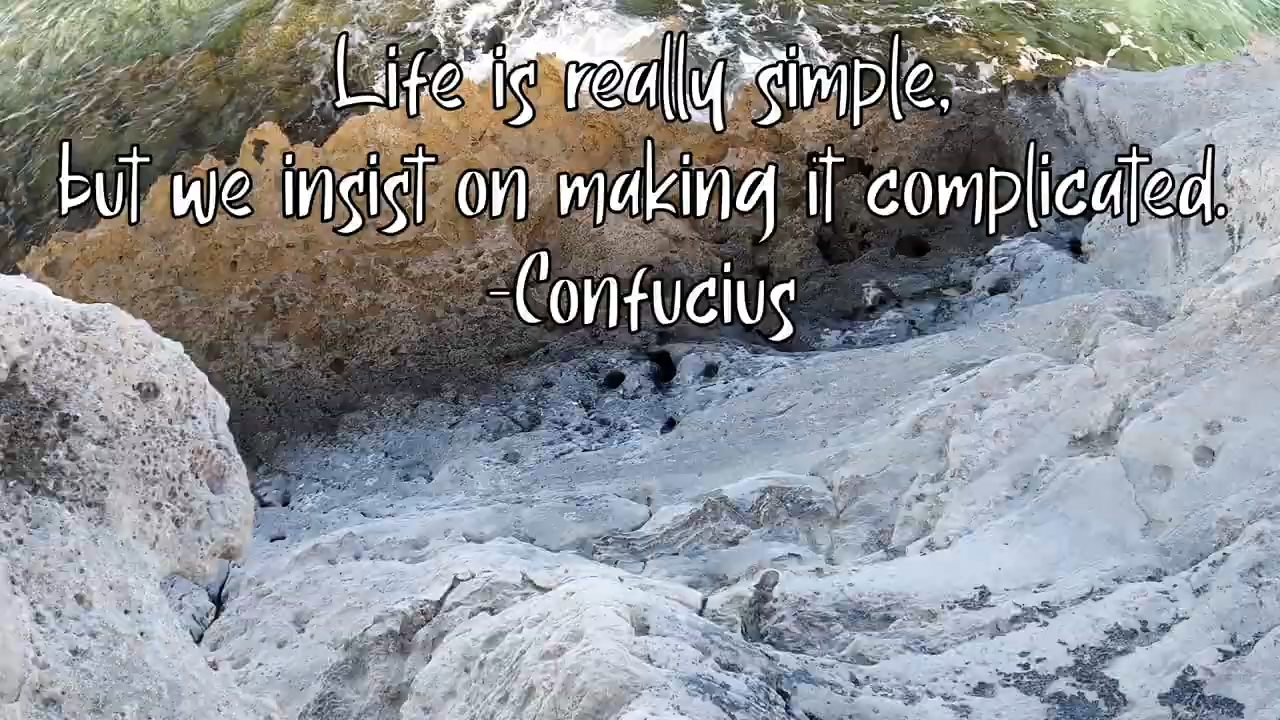 Life is really simple,
but we insist on making it complicated.
-Confucius